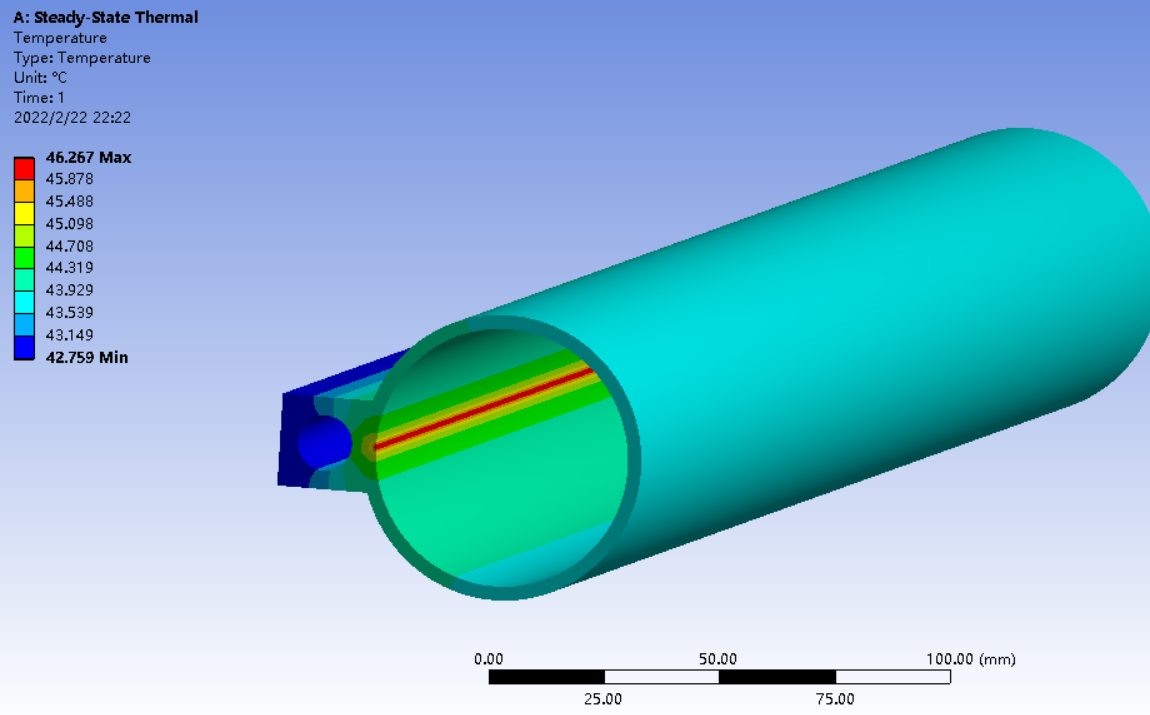 A: Steady-State Thermal
Temperature
Type: Temperature
Unit: °C
Time: 1
2022/2/22 22:22
46.267 Max
45.878
45.488
45.098
44.708
44.319
43.929
43.539
43.149
42.759 Min
0.00 50.00 100.00 (mm)
25.00 75.00